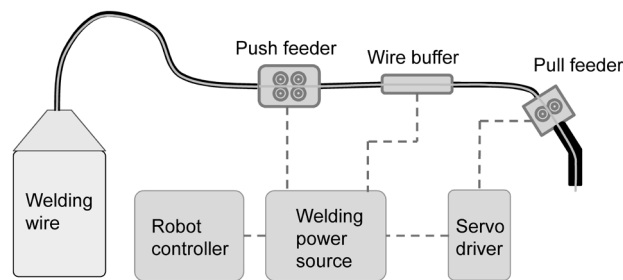 Push feeder
Wire buffer
Pull feeder
Welding
wire
Robot
controller
Welding
power
source
Servo
driver